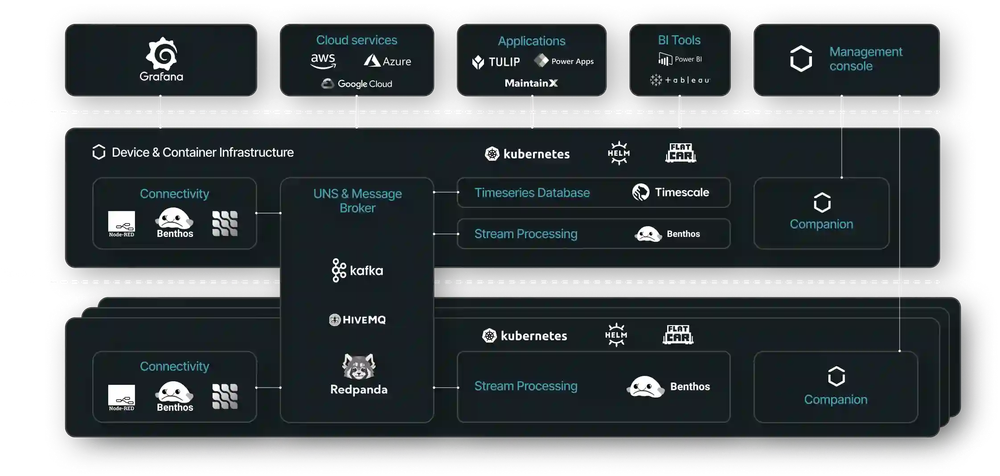 Grafana
Cloud services
aws
Azure
Google Cloud
Applications
TULIP
Power Apps
MaintainX
BI Tools
Power BI
+ a b l e a u
Management
console
Device & Container Infrastructure
kubernetes
HELM
FLAT
CAR
Connectivity
Node-RED
Benthos
UNS & Message
Broker
kafka
HIVEMQ
Redpanda
Timeseries Database
Timescale
Stream Processing
Benthos
Companion
kubernetes
HELM
FLAT
CAR
Connectivity
Node-RED
Benthos
Stream Processing
Benthos
Companion